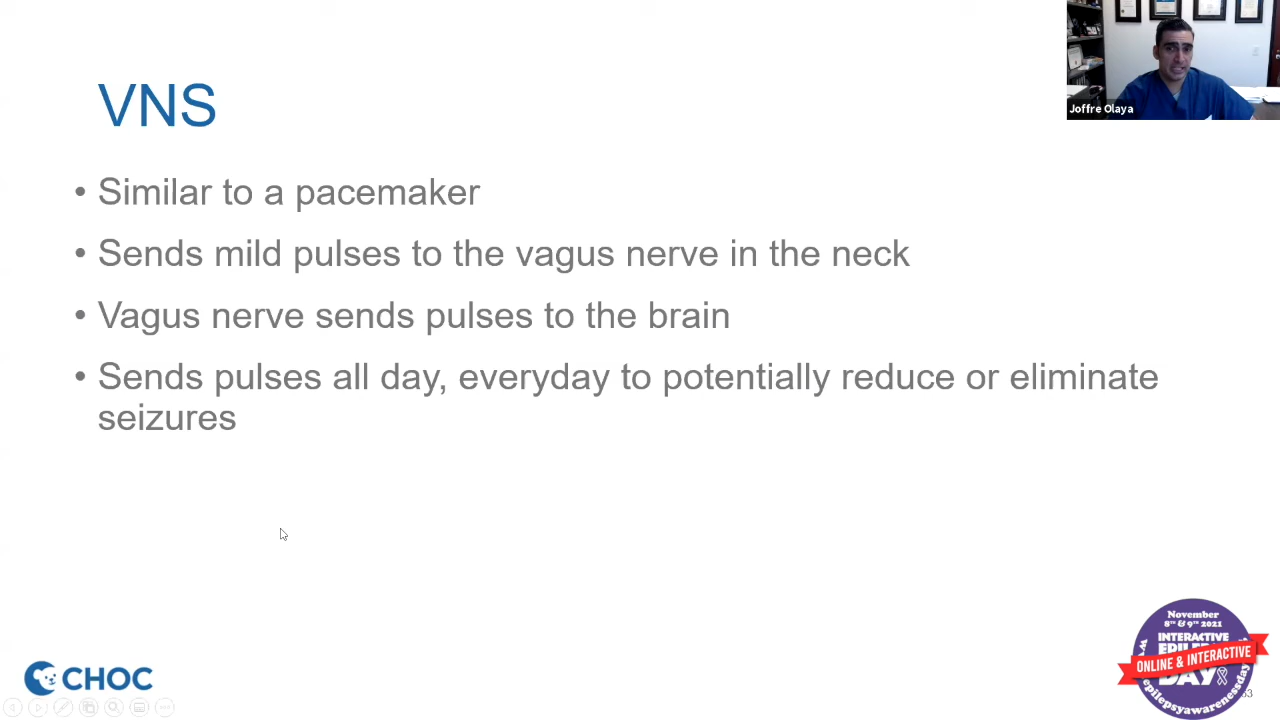 VNS
• Similar to a pacemaker
• Sends mild pulses to the vagus nerve in the neck
• Vagus nerve sends pulses to the brain
• Sends pulses all day, everyday to potentially reduce or eliminate
seizures
Joffre Olaya
CHOC
November
8TH & 9TH 2021
INTERACTIVE
ONLINE & INTERACTIVE
DAY
epilepsyawarenessday